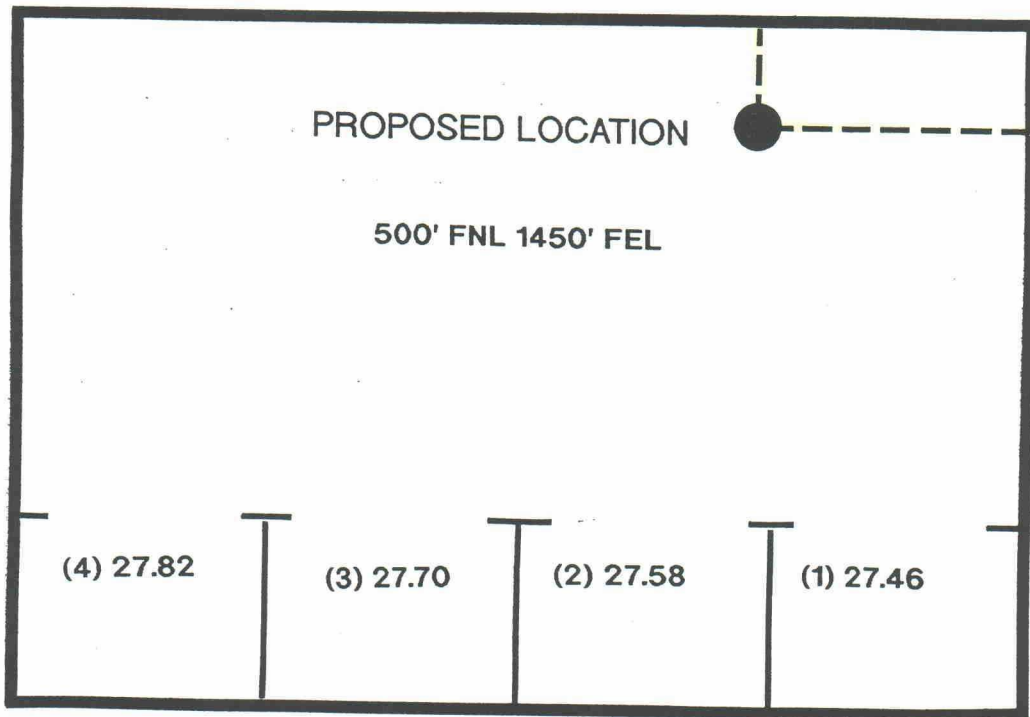 PROPOSED LOCATION
500' FNL 1450' FEL
(4) 27.82
(3) 27.70
(2) 27.58
(1) 27.46